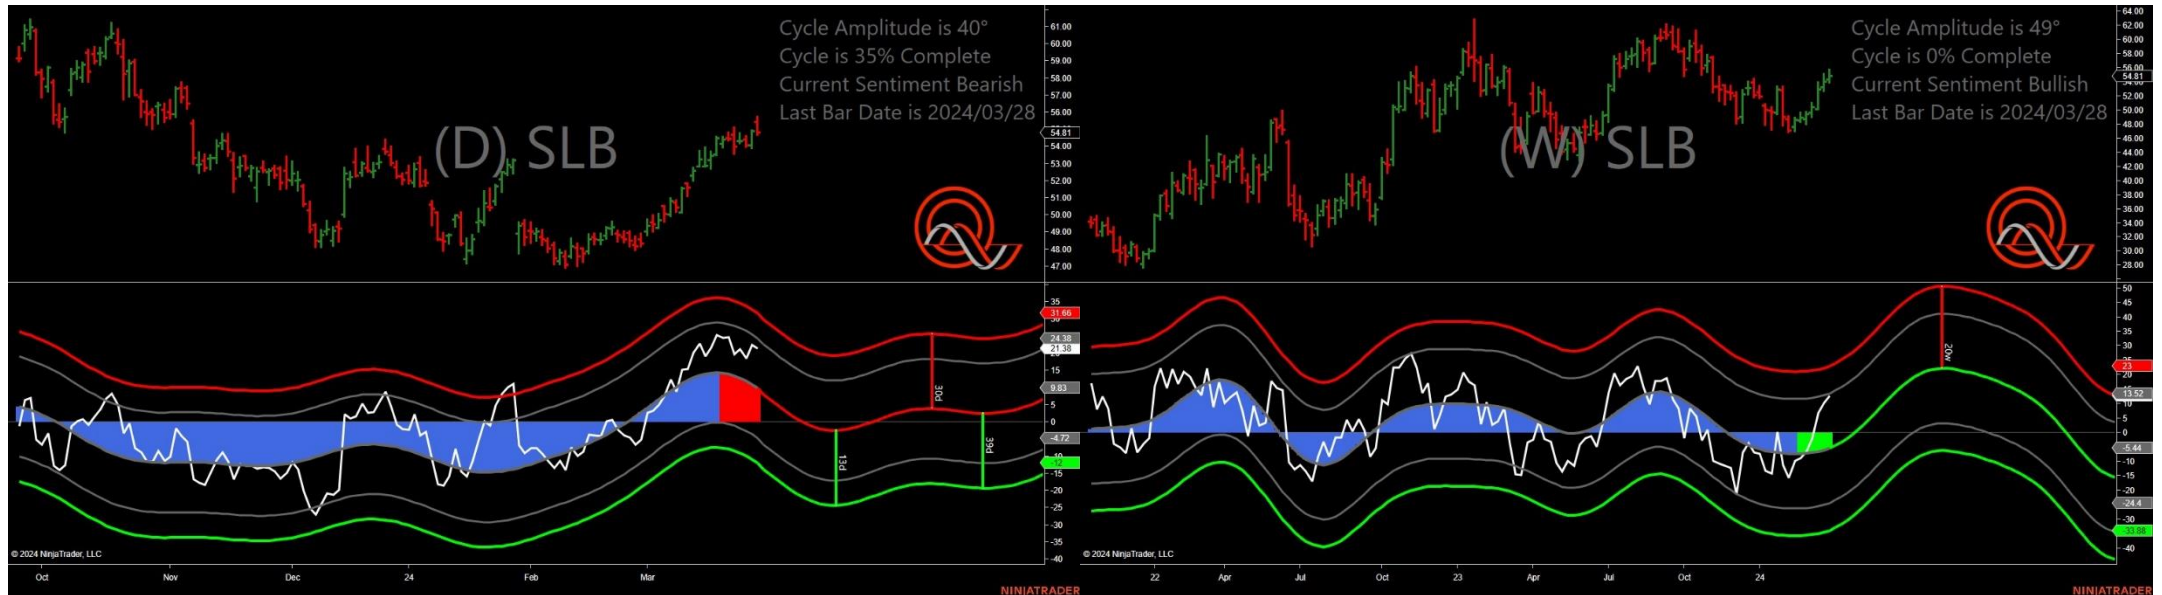 Cycle Amplitude is 40°
Cycle is 35% Complete
Current Sentiment Bearish
Last Bar Date is 2024/03/28
(D) SLB
61.00
60.00
59.00
58.00
57.00
56.00
54.81
54.00
53.00
52.00
51.00
50.00
49.00
48.00
47.00
35
31.66
24.38
21.38
15
9.83
5
0
-4.72
-12
-15
-20
-25
-30
-35
-40
13d
30d
39d
© 2024 NinjaTrader, LLC
Oct
Nov
Dec
24
Feb
Mar
NINJATRADER
Cycle Amplitude is 49°
Cycle is 0% Complete
Current Sentiment Bullish
Last Bar Date is 2024/03/28
(W) SLB
64.00
62.00
60.00
58.00
56.00
54.81
52.00
50.00
48.00
46.00
44.00
42.00
40.00
38.00
36.00
34.00
32.00
30.00
28.00
50
45
40
35
30
25
23
20
13.52
5
0
-5.44
-10
-15
-20
-24.4
-30
-33.88
-40
20w
© 2024 NinjaTrader, LLC
22
Apr
Jul
Oct
23
Apr
Jul
Oct
24
NINJATRADER